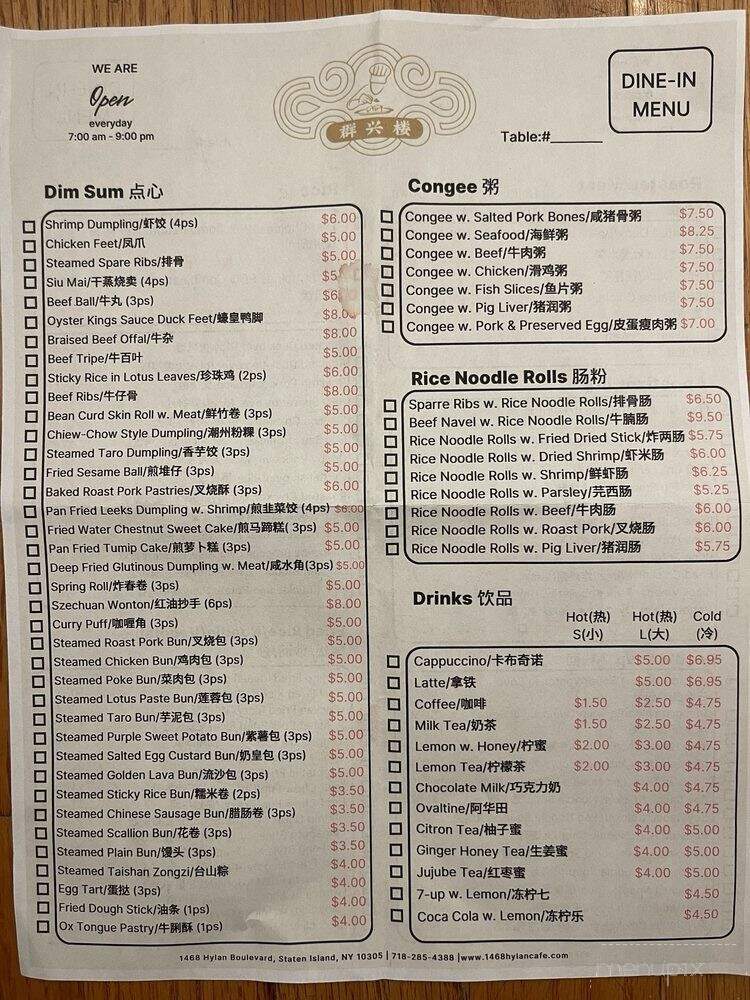 WE ARE
Open
everyday
7:00 am - 9:00 pm
群兴楼
DINE-IN
MENU
Table:#______
Dim Sum 点心
Shrimp Dumpling/虾饺 (4ps) $6.00
Chicken Feet/凤爪 $5.00
Steamed Spare Ribs/排骨 $5.00
Siu Mai/干蒸烧卖 (4ps)
Beef Ball/牛丸 (3ps)
Oyster Kings Sauce Duck Feet/蠔皇鸭脚 $8.00
Braised Beef Offal/牛杂 $8.00
Beef Tripe/牛百叶 $5.00
Sticky Rice in Lotus Leaves/珍珠鸡 (2ps) $6.00
Beef Ribs/牛仔骨 $8.00
Bean Curd Skin Roll w. Meat/鲜竹卷 (3ps) $5.00
Chiew-Chow Style Dumpling/潮州粉粿 (3ps) $5.00
Steamed Taro Dumpling/香芋饺 (3ps) $5.00
Fried Sesame Ball/煎堆仔 (3ps) $5.00
Baked Roast Pork Pastries/叉烧酥 (3ps) $6.00
Pan Fried Leeks Dumpling w. Shrimp/煎韭菜饺 (4ps) $6.00
Fried Water Chestnut Sweet Cake/煎马蹄糕( 3ps) $5.00
Pan Fried Tumip Cake/煎萝卜糕 (3ps) $5.00
Deep Fried Glutinous Dumpling w. Meat/咸水角(3ps) $5.00
Spring Roll/炸春卷 (3ps) $5.00
Szechuan Wonton/红油抄手 (6ps) $8.00
Curry Puff/咖喱角 (3ps) $5.00
Steamed Roast Pork Bun/叉烧包 (3ps) $5.00
Steamed Chicken Bun/鸡肉包 (3ps) $5.00
Steamed Poke Bun/菜肉包 (3ps) $5.00
Steamed Lotus Paste Bun/莲蓉包 (3ps) $5.00
Steamed Taro Bun/芋泥包 (3ps) $5.00
Steamed Purple Sweet Potato Bun/紫薯包 (3ps) $5.00
Steamed Salted Egg Custard Bun/奶皇包 (3ps) $5.00
Steamed Golden Lava Bun/流沙包 (3ps) $5.00
Steamed Sticky Rice Bun/糯米卷 (2ps) $3.50
Steamed Chinese Sausage Bun/腊肠卷 (3ps) $3.50
Steamed Scallion Bun/花卷 (3ps) $3.50
Steamed Plain Bun/馒头 (3ps) $3.50
Steamed Taishan Zongzi/台山粽 $4.00
Egg Tart/蛋挞 (3ps) $4.00
Fried Dough Stick/油条 (1ps) $4.00
Ox Tongue Pastry/牛脷酥 (1ps) $4.00
Congee 粥
Congee w. Salted Pork Bones/咸猪骨粥 $7.50
Congee w. Seafood/海鲜粥 $8.25
Congee w. Beef/牛肉粥 $7.50
Congee w. Chicken/滑鸡粥 $7.50
Congee w. Fish Slices/鱼片粥 $7.50
Congee w. Pig Liver/猪润粥 $7.50
Congee w. Pork & Preserved Egg/皮蛋瘦肉粥 $7.00
Rice Noodle Rolls 肠粉
Sparre Ribs w. Rice Noodle Rolls/排骨肠 $6.50
Beef Navel w. Rice Noodle Rolls/牛腩肠 $9.50
Rice Noodle Rolls w. Fried Dried Stick/炸两肠 $5.75
Rice Noodle Rolls w. Dried Shrimp/虾米肠 $6.00
Rice Noodle Rolls w. Shrimp/鲜虾肠 $6.25
Rice Noodle Rolls w. Parsley/芫西肠 $5.25
Rice Noodle Rolls w. Beef/牛肉肠 $6.00
Rice Noodle Rolls w. Roast Pork/叉烧肠 $6.00
Rice Noodle Rolls w. Pig Liver/猪润肠 $5.75
Drinks 饮品
Hot(热) Hot(热) Cold
S(小) L(大) (冷)
Cappuccino/卡布奇诺 $5.00 $6.95
Latte/拿铁 $5.00 $6.95
Coffee/咖啡 $1.50 $2.50 $4.75
Milk Tea/奶茶 $1.50 $2.50 $4.75
Lemon w. Honey/柠蜜 $2.00 $3.00 $4.75
Lemon Tea/柠檬茶 $2.00 $3.00 $4.75
Chocolate Milk/巧克力奶 $4.00 $4.75
Ovaltine/阿华田 $4.00 $4.75
Citron Tea/柚子蜜 $4.00 $5.00
Ginger Honey Tea/生姜蜜 $4.00 $5.00
Jujube Tea/红枣蜜 $4.00 $5.00
7-up w. Lemon/冻柠七 $4.50
Coca Cola w. Lemon/冻柠乐 $4.50
1468 Hylan Boulevard, Staten Island, NY 10305 | 718-285-4388 |www.1468hylancafe.com
menupix